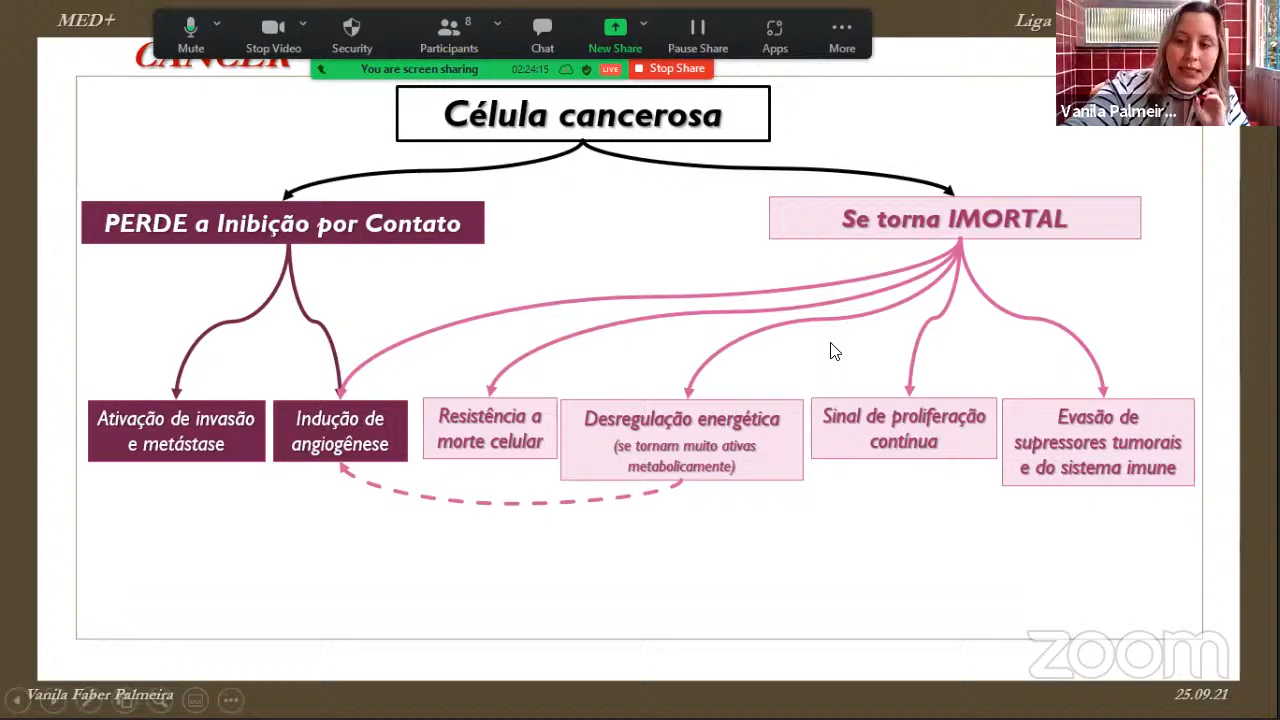 MED+
Liga
8
Mute
Stop Video
Security
Participants
Chat
New Share
Pause Share
Apps
More
CÂNCER
You are screen sharing
02:24:15
LIVE
Stop Share
Vanila Palmeir...
Célula cancerosa
PERDE a Inibição por Contato
Se torna IMORTAL
Ativação de invasão
e metástase
Indução de
angiogênese
Resistência a
morte celular
Desregulação energética
(se tornam muito ativas
metabolicamente)
Sinal de proliferação
contínua
Evasão de
supressores tumorais
e do sistema imune
zoom
Vanila Faber Palmeira
25.09.21